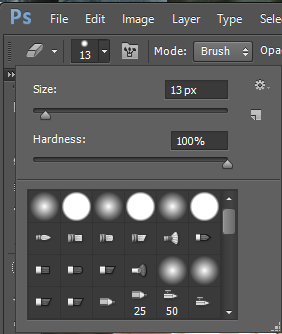 Ps File Edit Image Layer Type Sele
13 Mode: Brush Opa
Size: 13 px
Hardness: 100%
25 50